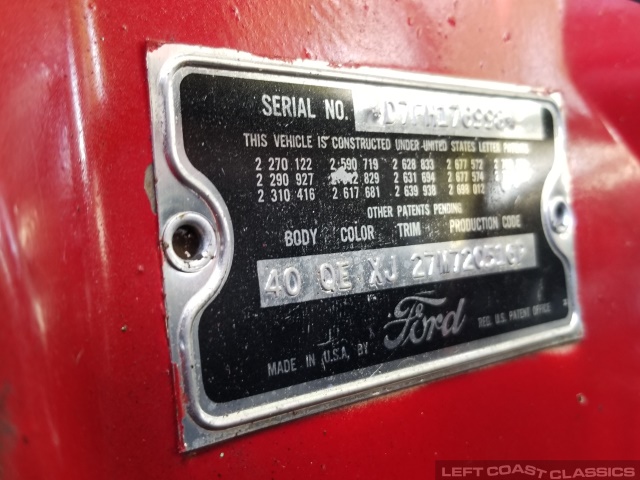 SERIAL NO.
THIS VEHICLE IS CONSTRUCTED UNDER UNITED STATES LETTER
2 270 122 2 590 719 2 628 833 2 677 572
2 290 927 2 631 694 2 677 574
2 310 416 2 617 681 2 639 938 2 698 012
OTHER PATENTS PENDING
BODY COLOR TRIM PRODUCTION CODE
40 QE XJ
Ford
MADE IN U.S.A. BY
REG. U.S. PATENT OFFICE
LEFT COAST CLASSICS